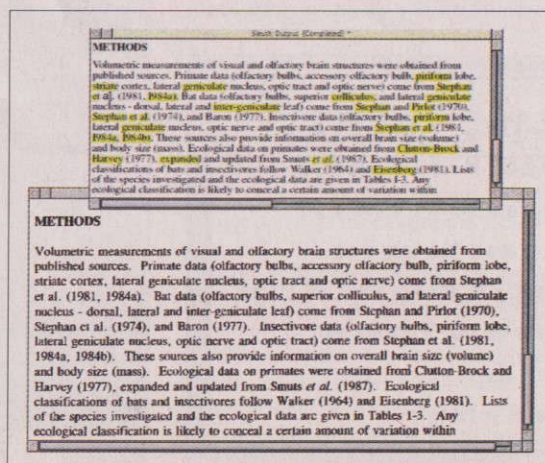 Output (Completed) *
METHODS
Volumetric measurements of visual and olfactory brain structures were obtained from
published sources. Primate data (olfactory bulbs, accessory olfactory bulb, piriform lobe,
striate cortex, lateral geniculate nucleus, optic tract and optic nerve) come from Stephan
et al. (1981, 1984a). Bat data (olfactory bulbs, superior colliculus, and lateral geniculate
nucleus - dorsal, lateral and inter-geniculate leaf) come from Stephan and Pirlot (1970),
Stephan et al. (1974), and Baron (1977). Insectivore data (olfactory bulbs, piriform lobe,
lateral geniculate nucleus, optic nerve and optic tract) come from Stephan et al. (1981,
1984a, 1984b). These sources also provide information on overall brain size (volume)
and body size (mass). Ecological data on primates were obtained from Clutton-Brock and
Harvey (1977), expanded and updated from Smuts et al. (1987). Ecological
classifications of bats and insectivores follow Walker (1964) and Eisenberg (1981). Lists
of the species investigated and the ecological data are given in Tables 1-3. Any
ecological classification is likely to conceal a certain amount of variation within
METHODS
Volumetric measurements of visual and olfactory brain structures were obtained from
published sources. Primate data (olfactory bulbs, accessory olfactory bulb, piriform lobe,
striate cortex, lateral geniculate nucleus, optic tract and optic nerve) come from Stephan
et al. (1981, 1984a). Bat data (olfactory bulbs, superior colliculus, and lateral geniculate
nucleus - dorsal, lateral and inter-geniculate leaf) come from Stephan and Pirlot (1970),
Stephan et al. (1974), and Baron (1977). Insectivore data (olfactory bulbs, piriform lobe,
lateral geniculate nucleus, optic nerve and optic tract) come from Stephan et al. (1981,
1984a, 1984b). These sources also provide information on overall brain size (volume)
and body size (mass). Ecological data on primates were obtained from Clutton-Brock and
Harvey (1977), expanded and updated from Smuts et al. (1987). Ecological
classifications of bats and insectivores follow Walker (1964) and Eisenberg (1981). Lists
of the species investigated and the ecological data are given in Tables 1-3. Any
ecological classification is likely to conceal a certain amount of variation within